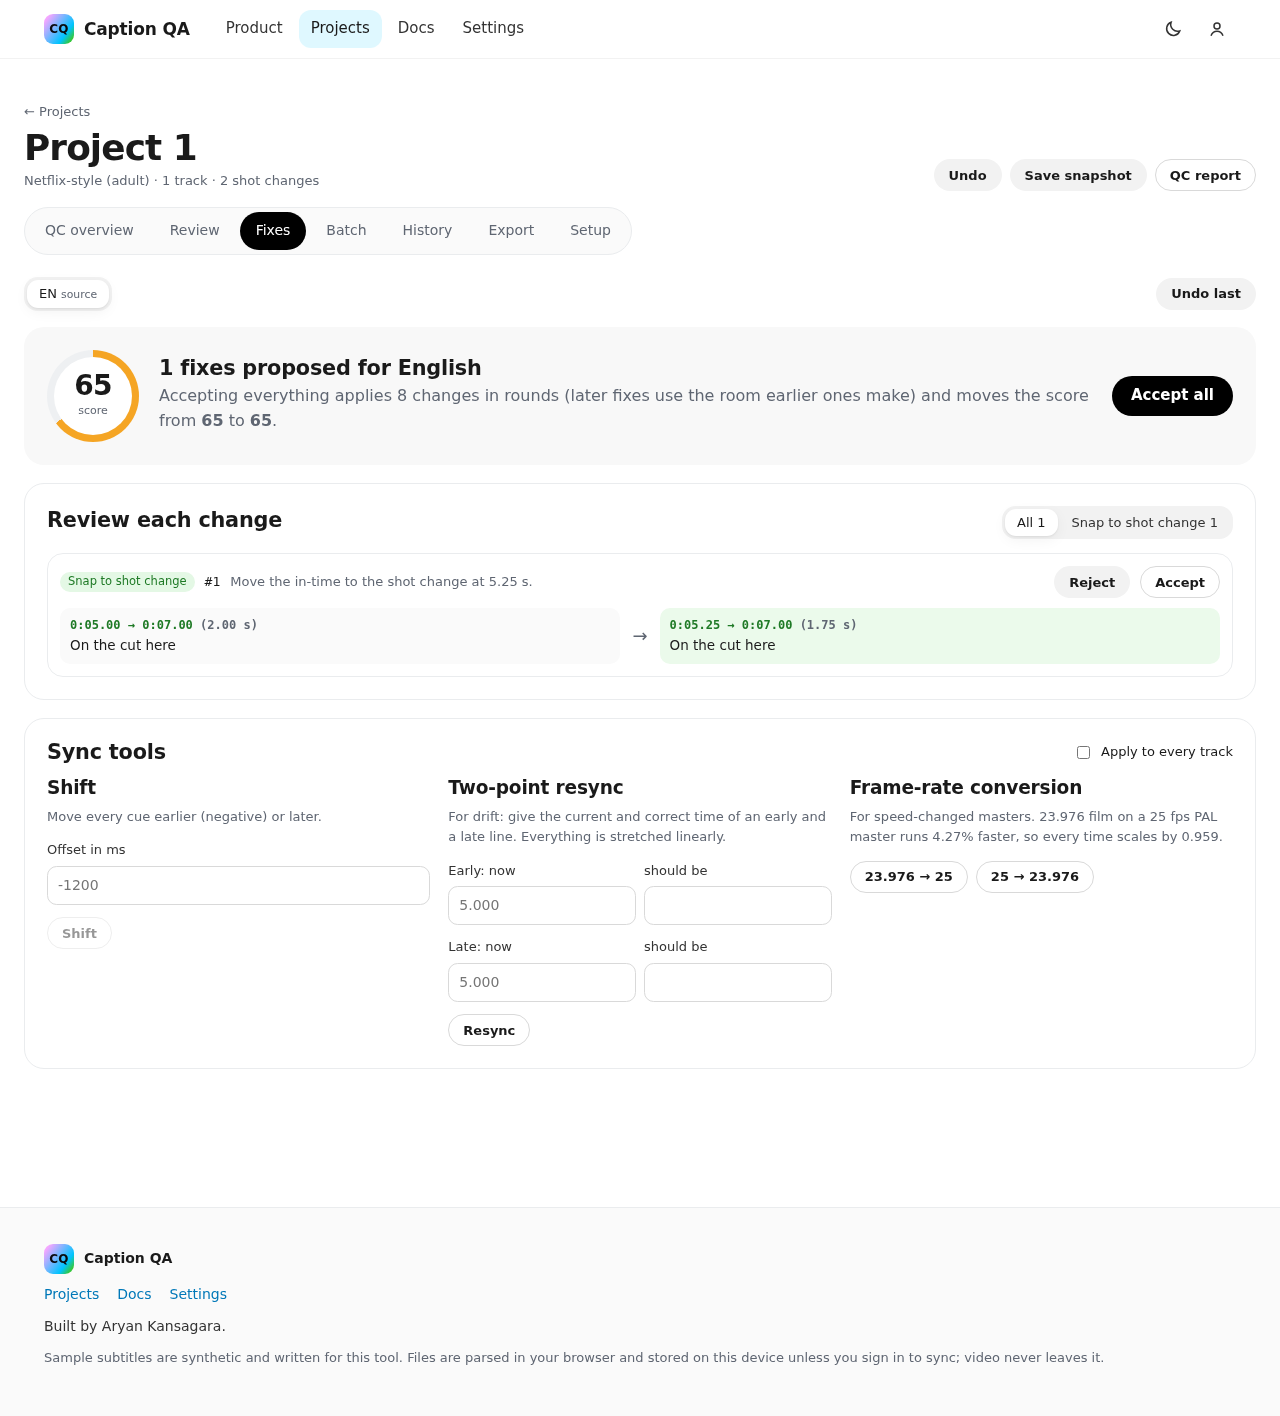 CQ Caption QA Product Projects Docs Settings
← Projects
Project 1
Netflix-style (adult) · 1 track · 2 shot changes
Undo Save snapshot QC report
QC overview Review Fixes Batch History Export Setup
EN source
Undo last
65
score
1 fixes proposed for English
Accepting everything applies 8 changes in rounds (later fixes use the room earlier ones make) and moves the score
from 65 to 65.
Accept all
Review each change
All 1 Snap to shot change 1
Snap to shot change #1 Move the in-time to the shot change at 5.25 s.
Reject Accept
0:05.00 → 0:07.00 (2.00 s)
On the cut here
→
0:05.25 → 0:07.00 (1.75 s)
On the cut here
Sync tools
Apply to every track
Shift
Move every cue earlier (negative) or later.
Offset in ms
-1200
Shift
Two-point resync
For drift: give the current and correct time of an early and
a late line. Everything is stretched linearly.
Early: now should be
5.000
Late: now should be
5.000
Resync
Frame-rate conversion
For speed-changed masters. 23.976 film on a 25 fps PAL
master runs 4.27% faster, so every time scales by 0.959.
23.976 → 25 25 → 23.976
CQ Caption QA
Projects Docs Settings
Built by Aryan Kansagara.
Sample subtitles are synthetic and written for this tool. Files are parsed in your browser and stored on this device unless you sign in to sync; video never leaves it.